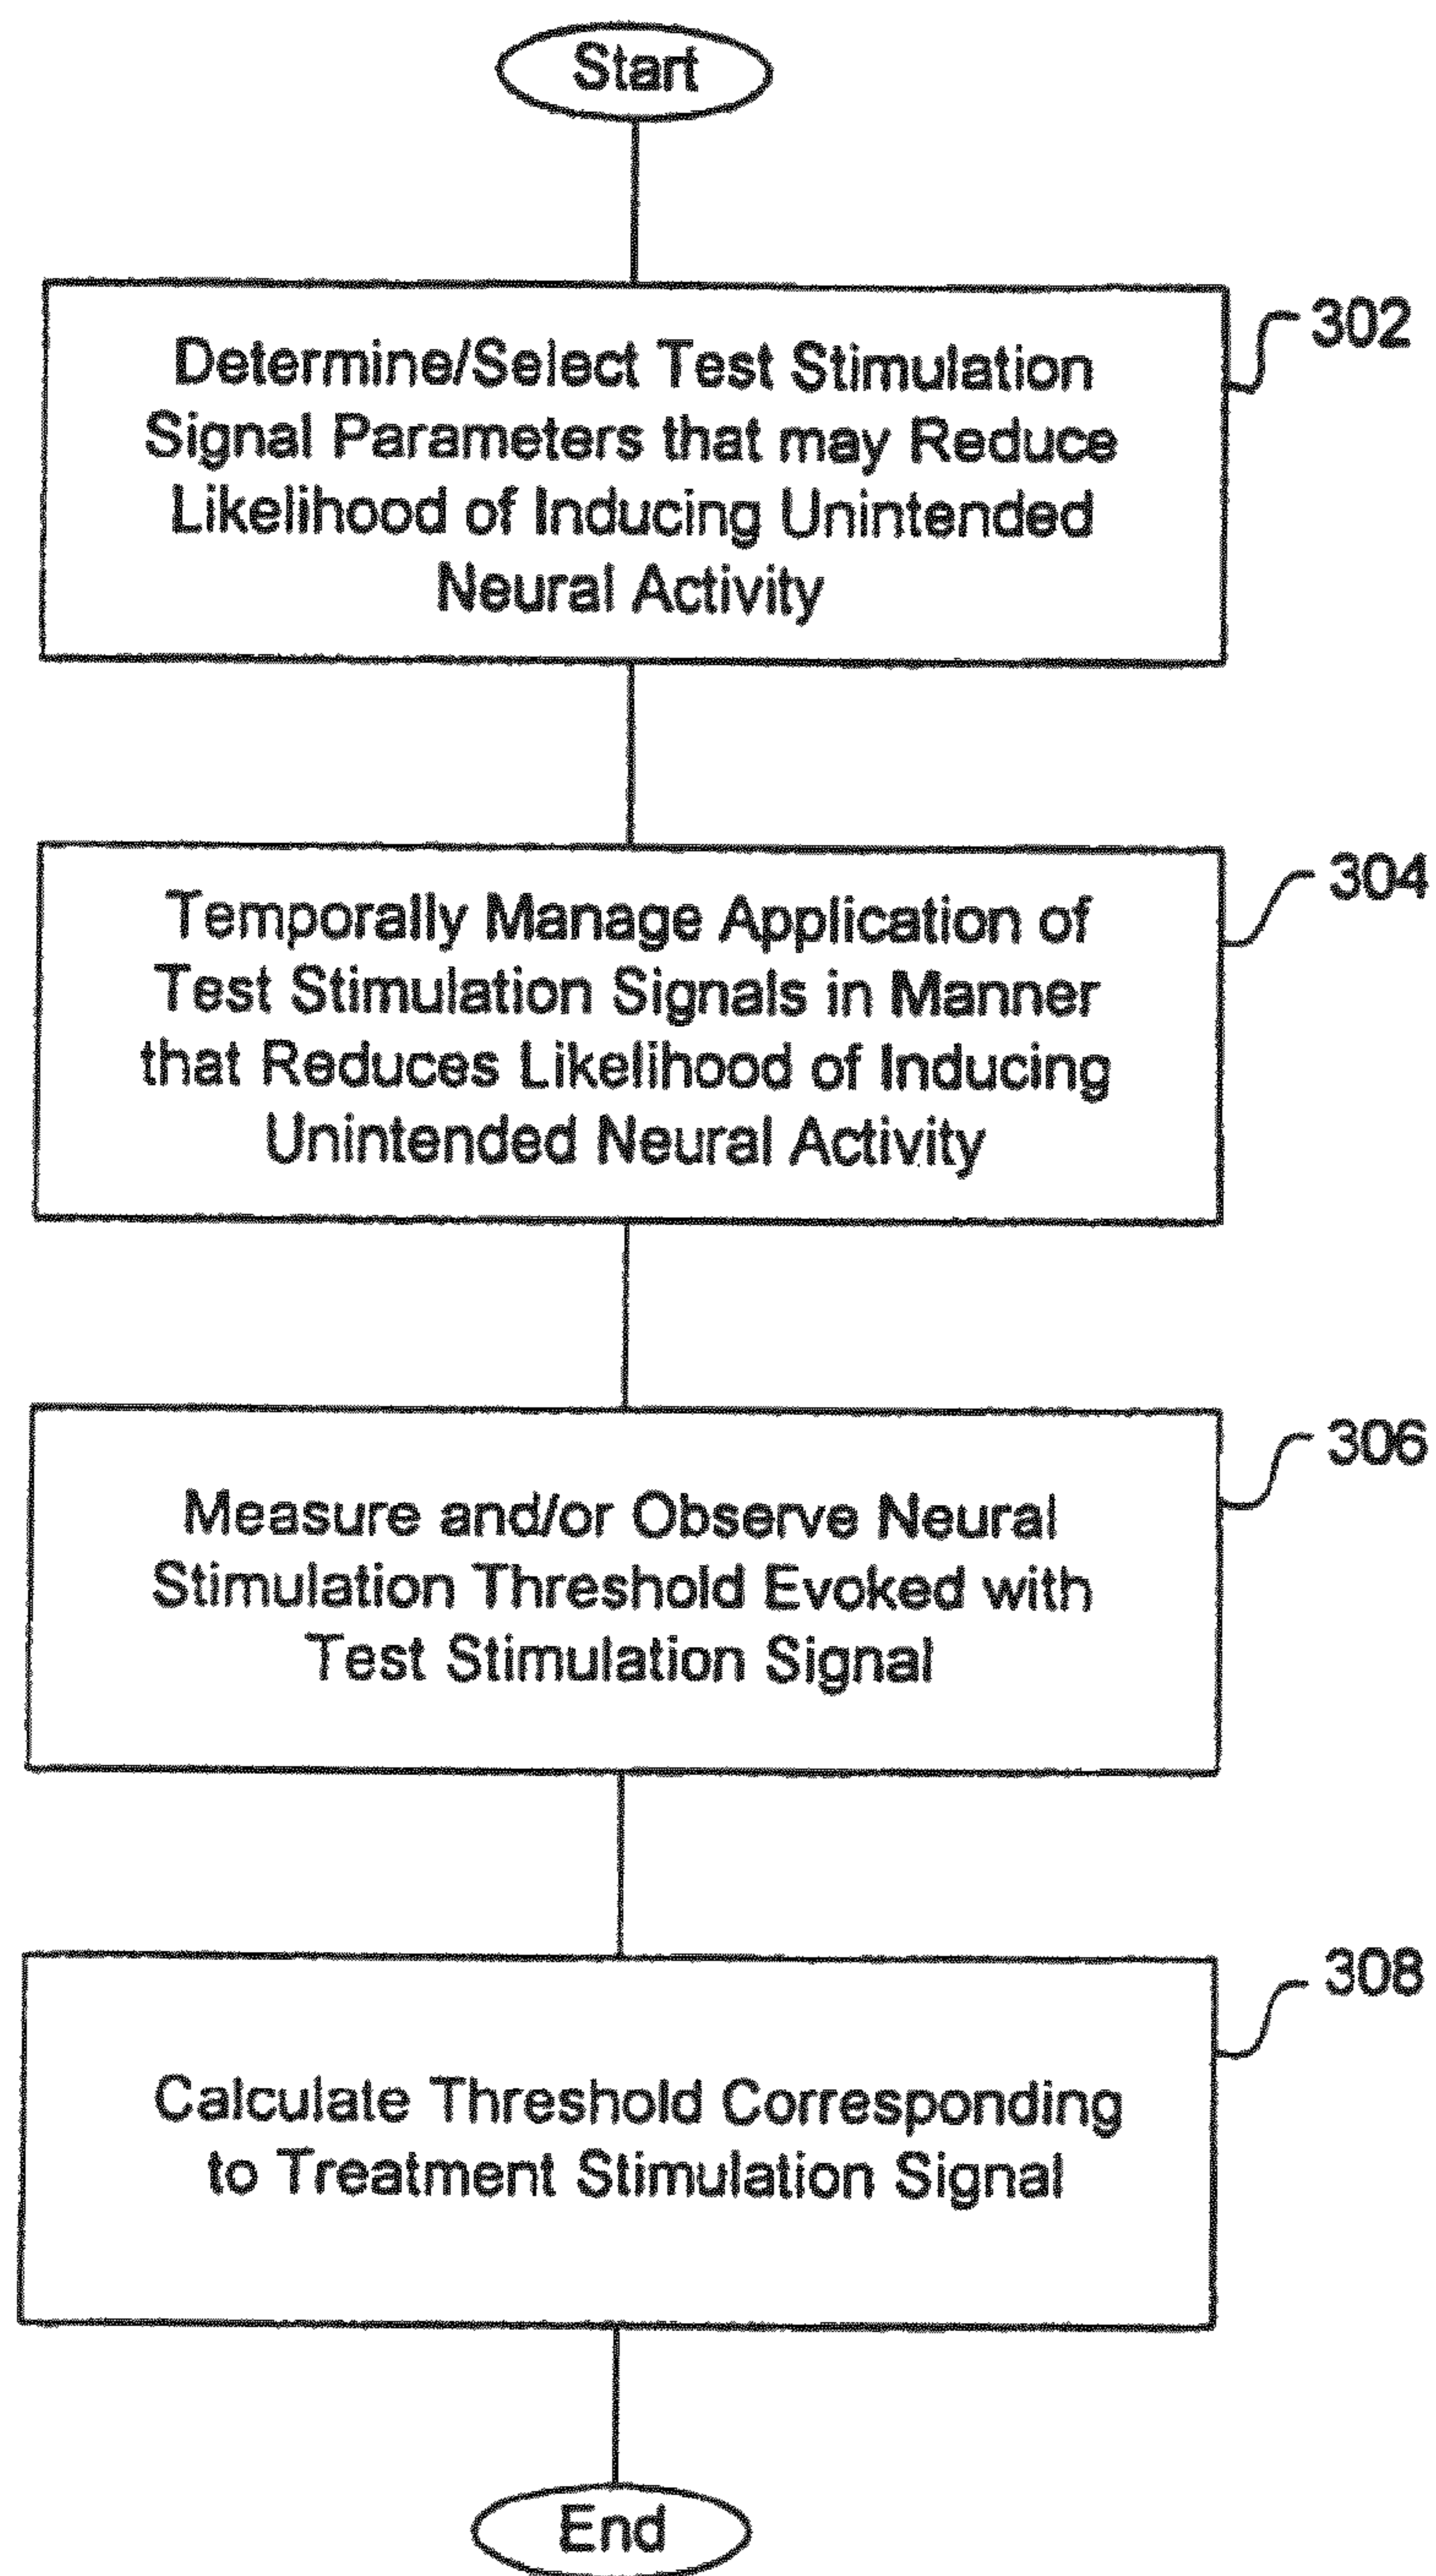 Start
302
Determine/Select Test Stimulation
Signal Parameters that may Reduce
Likelihood of Inducing Unintended
Neural Activity
304
Temporally Manage Application of
Test Stimulation Signals in Manner
that Reduces Likelihood of Inducing
Unintended Neural Activity
306
Measure and/or Observe Neural
Stimulation Threshold Evoked with
Test Stimulation Signal
308
Calculate Threshold Corresponding
to Treatment Stimulation Signal
End